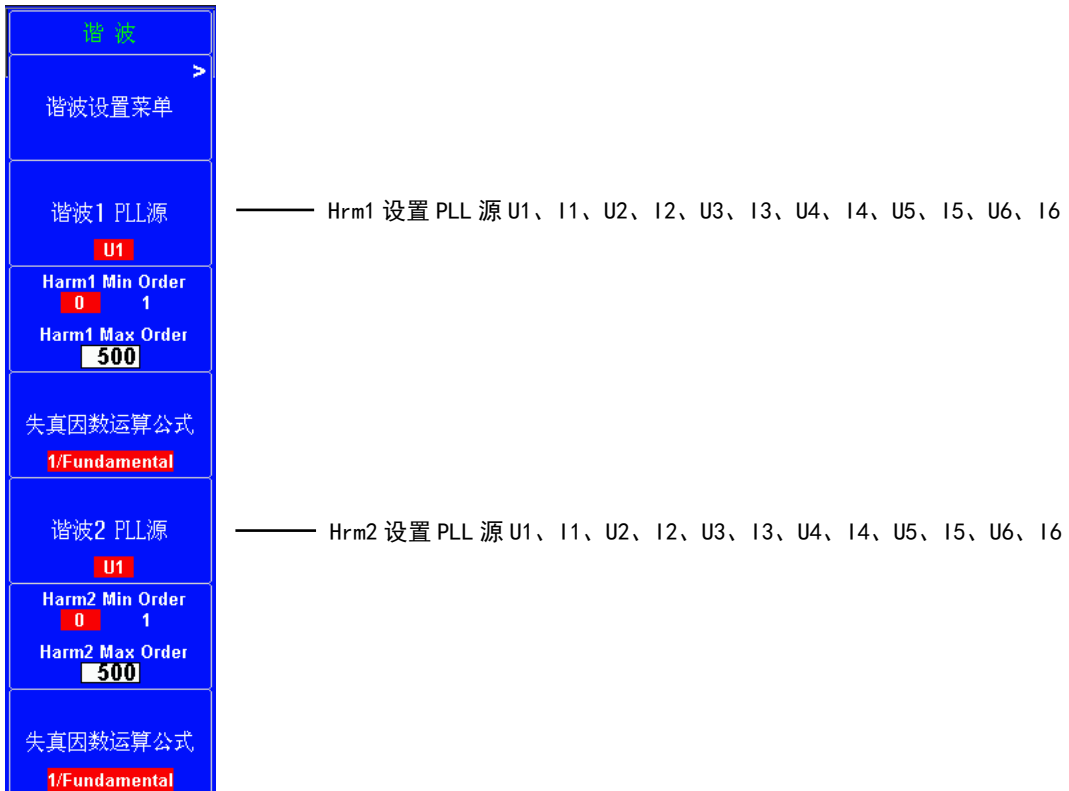 谐 波
>
谐波设置菜单
谐波1 PLL源
U1
Hrm1 设置 PLL 源 U1、I1、U2、I2、U3、I3、U4、I4、U5、I5、U6、I6
Harm1 Min Order
0 1
Harm1 Max Order
500
失真因数运算公式
1/Fundamental
谐波2 PLL源
U1
Hrm2 设置 PLL 源 U1、I1、U2、I2、U3、I3、U4、I4、U5、I5、U6、I6
Harm2 Min Order
0 1
Harm2 Max Order
500
失真因数运算公式
1/Fundamental